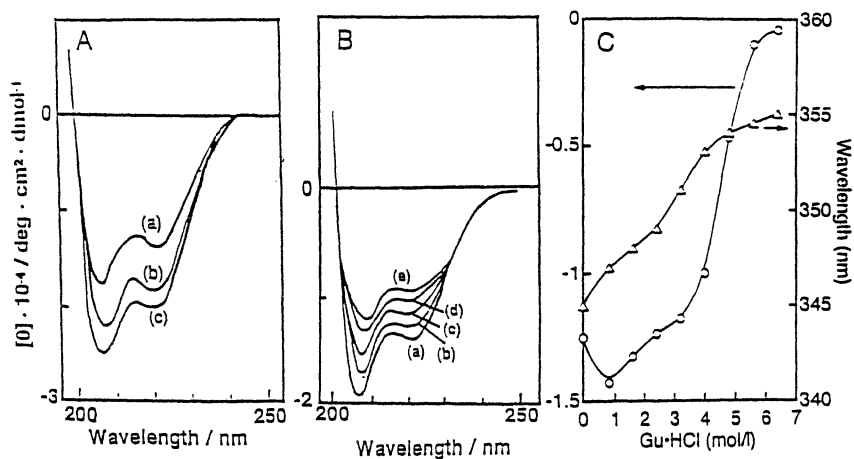 A
B
C
0
-3
200
250
Wavelength / nm
[θ] · 10⁻⁴ / deg · cm² · dmol⁻¹
(a)
(b)
(c)
0
-2
200
250
Wavelength / nm
(e)
(d)
(c)
(b)
(a)
-0
-0.5
-1
-1.5
0 1 2 3 4 5 6 7
Gu·HCl (mol/l)
360
355
350
345
340
Wavelength (nm)